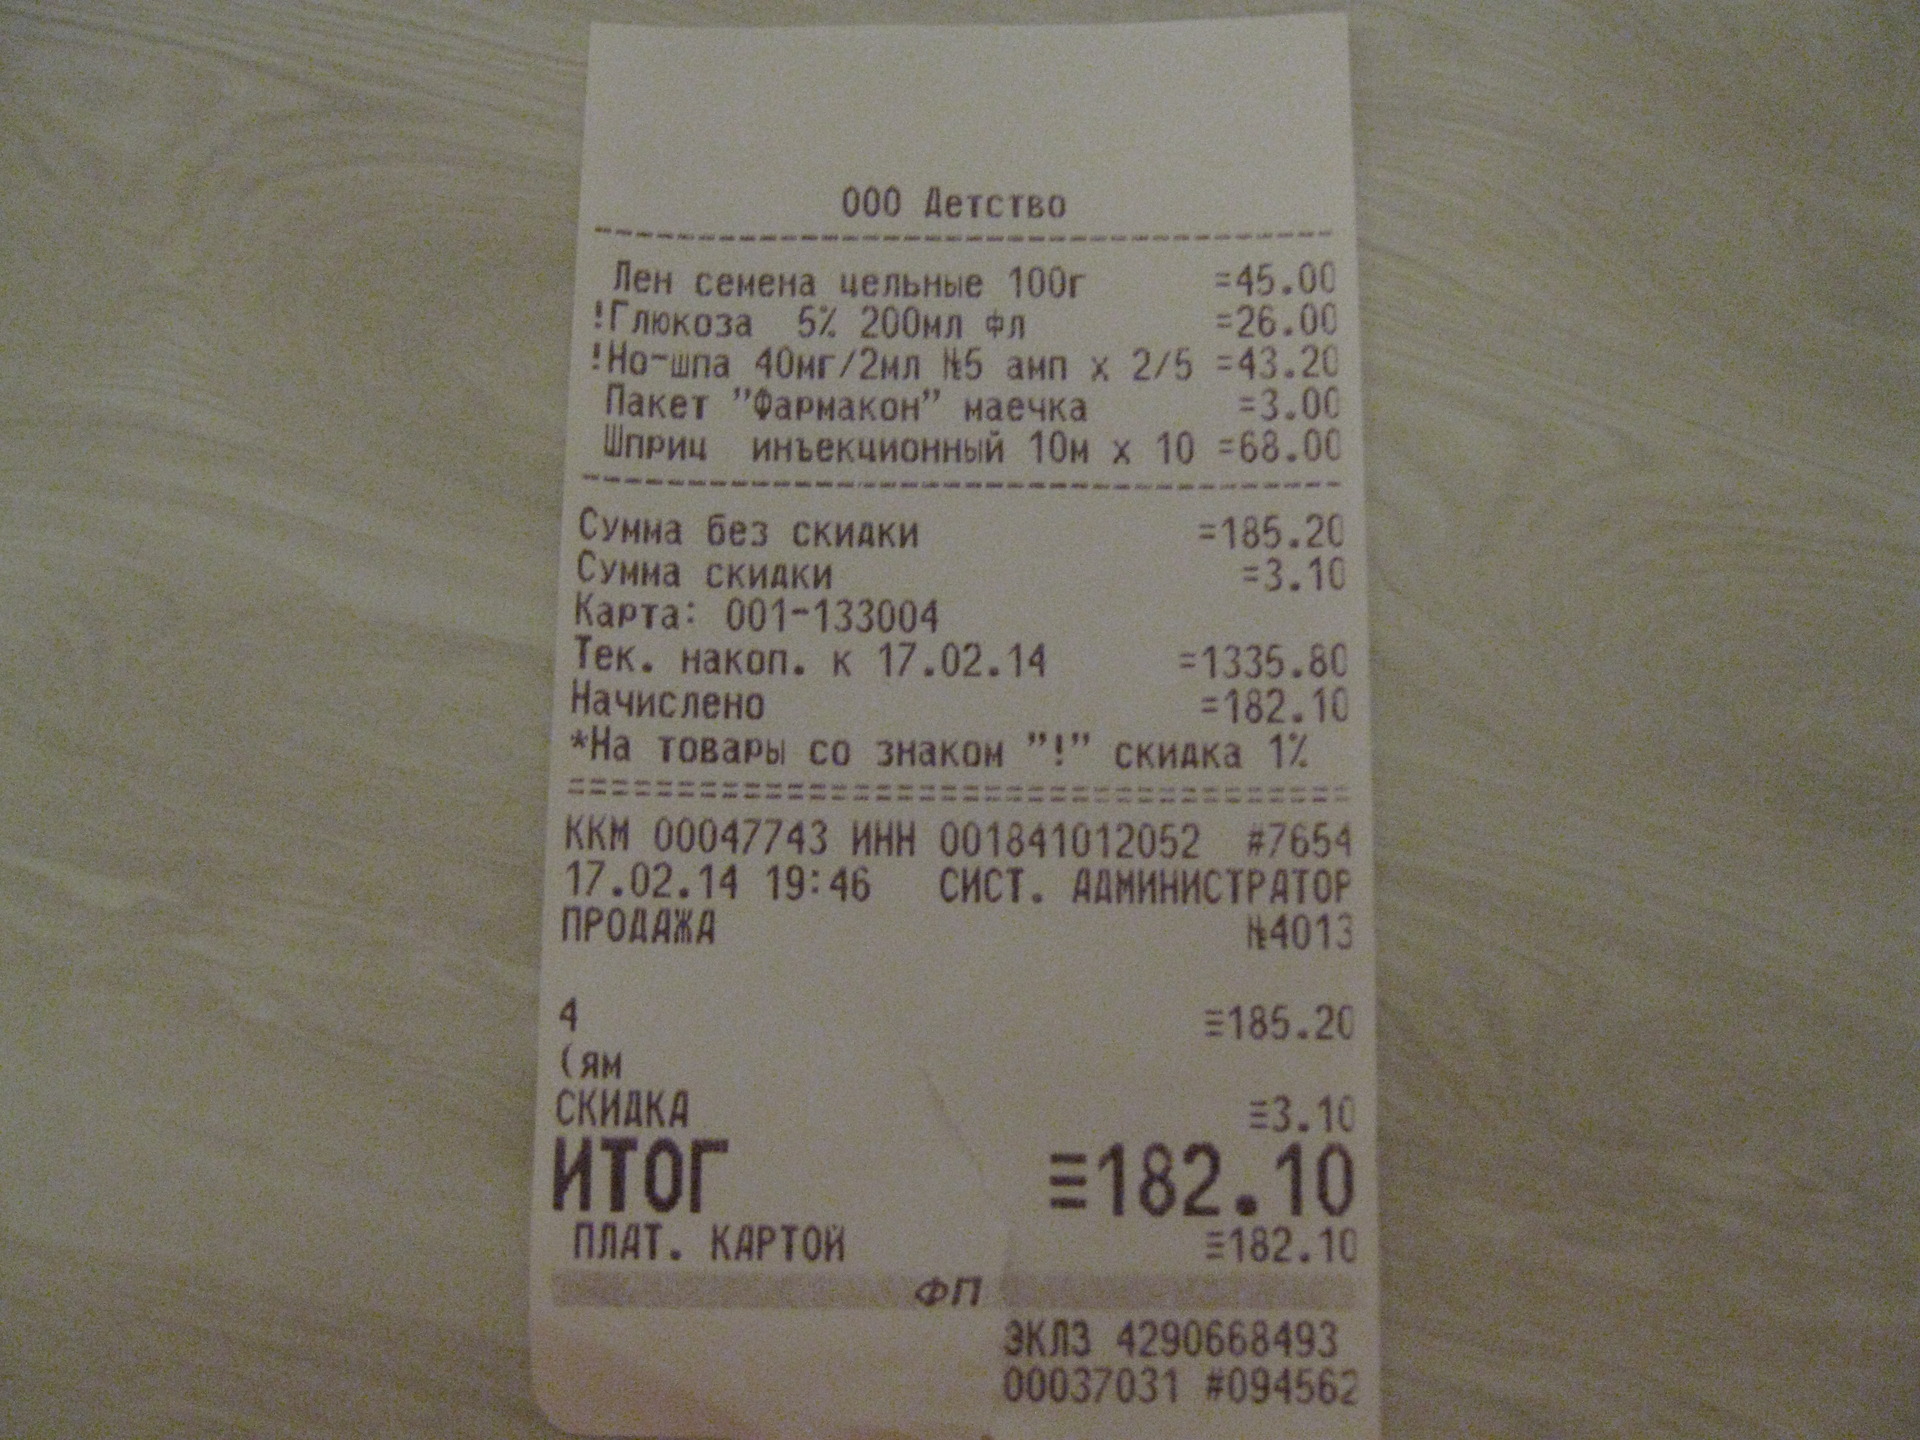 ООО Детство
Лен семена цельные 100г =45.00
!Глюкоза 5% 200мл фл =26.00
!Но-шпа 40мг/2мл №5 амп х 2/5 =43.20
Пакет "Фармакон" маечка =3.00
Шприц инъекционный 10м х 10 =68.00
Сумма без скидки =185.20
Сумма скидки =3.10
Карта: 001-133004
Тек. накоп. к 17.02.14 =1335.80
Начислено =182.10
*На товары со знаком "!" скидка 1%
ККМ 00047743 ИНН 001841012052 #7654
17.02.14 19:46 СИСТ. АДМИНИСТРАТОР
ПРОДАЖА №4013
4 ≡185.20
(ям
СКИДКА ≡3.10
ИТОГ ≡182.10
ПЛАТ. КАРТОЙ ≡182.10
ФП
ЭКЛЗ 4290668493
00037031 #094562